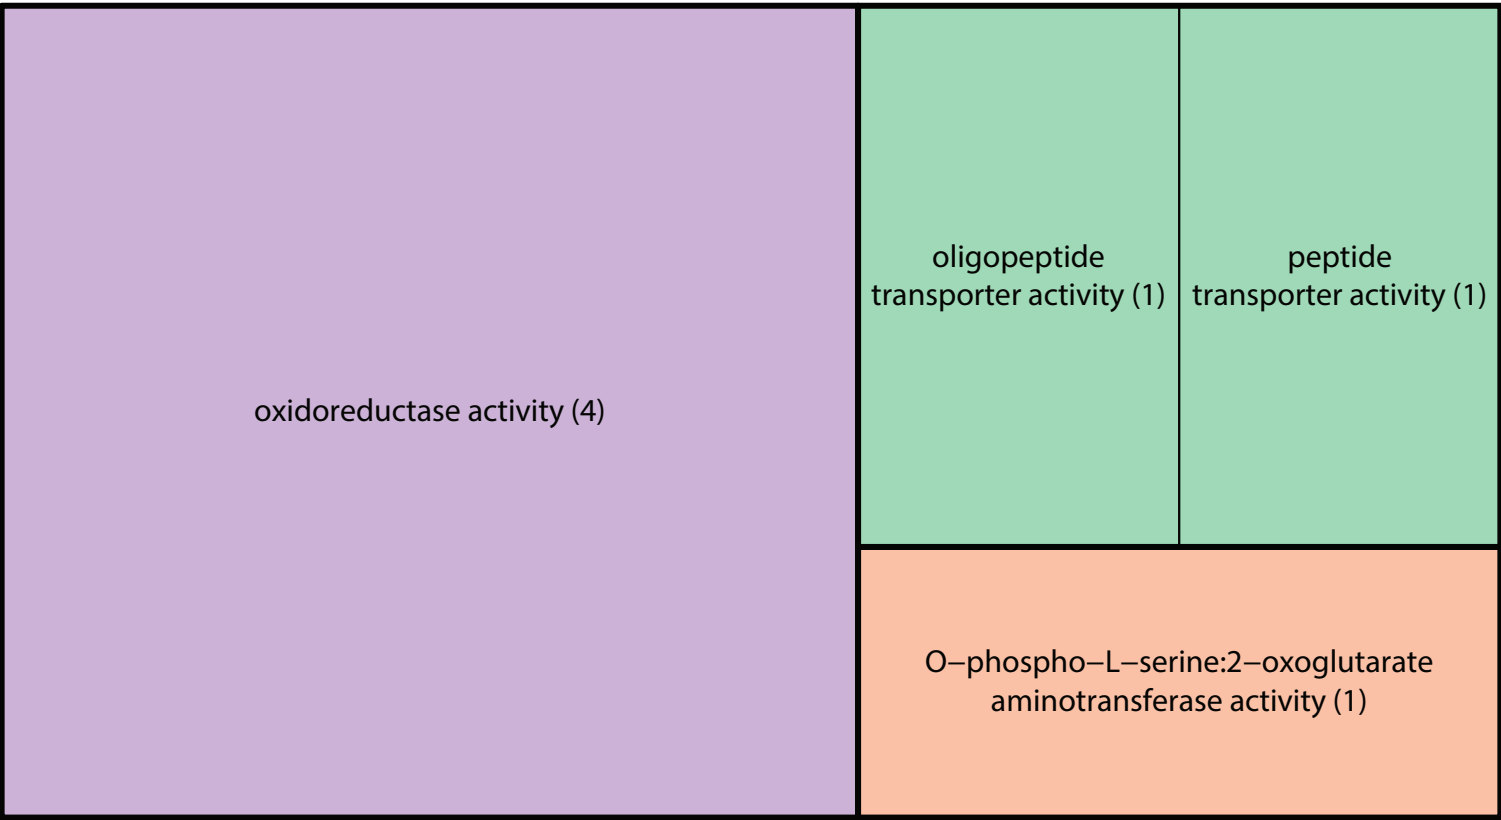 oxidoreductase activity (4)
oligopeptide
transporter activity (1)
peptide
transporter activity (1)
O−phospho−L−serine:2−oxoglutarate
aminotransferase activity (1)